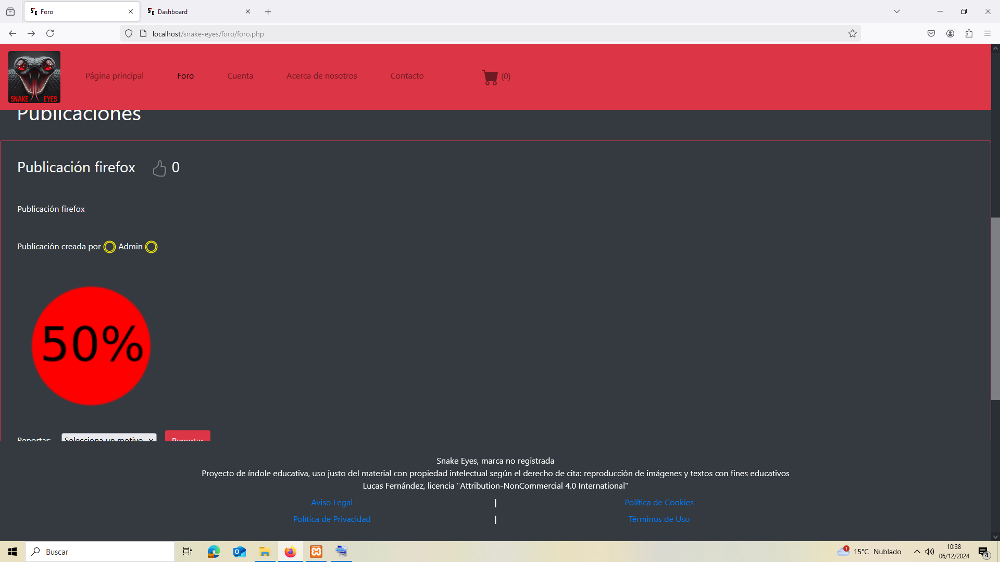 Foro
Dashboard
localhost/snake-eyes/foro/foro.php
SNAKE EYES
Página principal
Foro
Cuenta
Acerca de nosotros
Contacto
(0)
Publicaciones
Publicación firefox 0
Publicación firefox
Publicación creada por Admin
50%
Reportar: Selecciona un motivo Reportar
Snake Eyes, marca no registrada
Proyecto de índole educativa, uso justo del material con propiedad intelectual según el derecho de cita: reproducción de imágenes y textos con fines educativos
Lucas Fernández, licencia "Attribution-NonCommercial 4.0 International"
Aviso Legal | Política de Cookies
Política de Privacidad | Términos de Uso
Buscar
1
15°C Nublado
10:38
06/12/2024
4